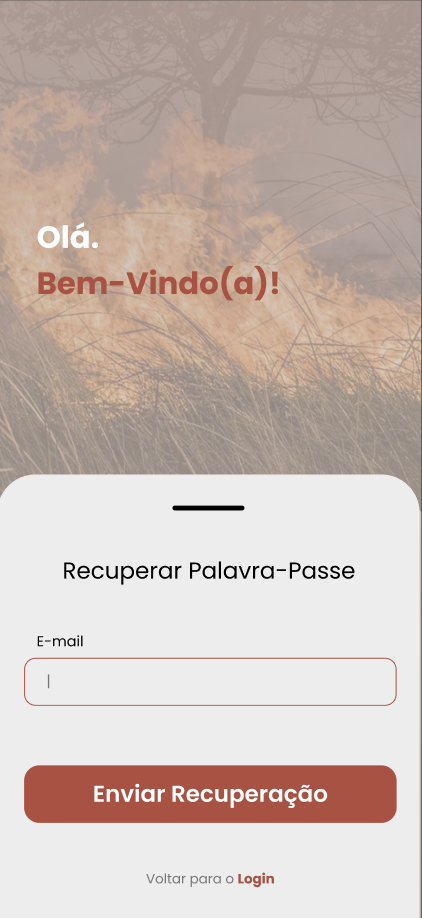 Olá.
Bem-Vindo(a)!
Recuperar Palavra-Passe
E-mail
Enviar Recuperação
Voltar para o Login